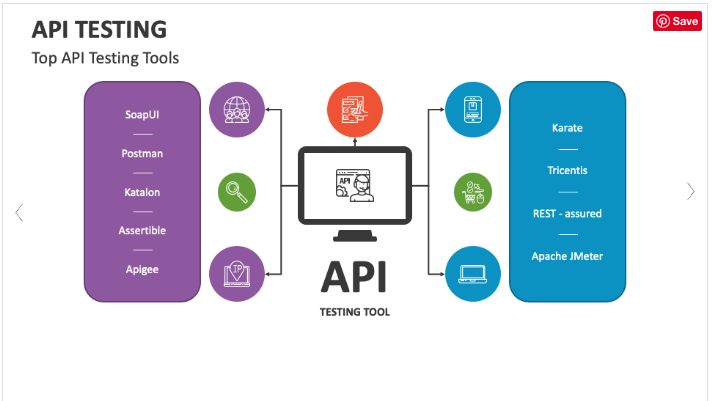 API TESTING
Top API Testing Tools
Save
SoapUI
Postman
Katalon
Assertible
Apigee
IP
API
API
TESTING TOOL
Karate
Tricentis
REST - assured
Apache JMeter